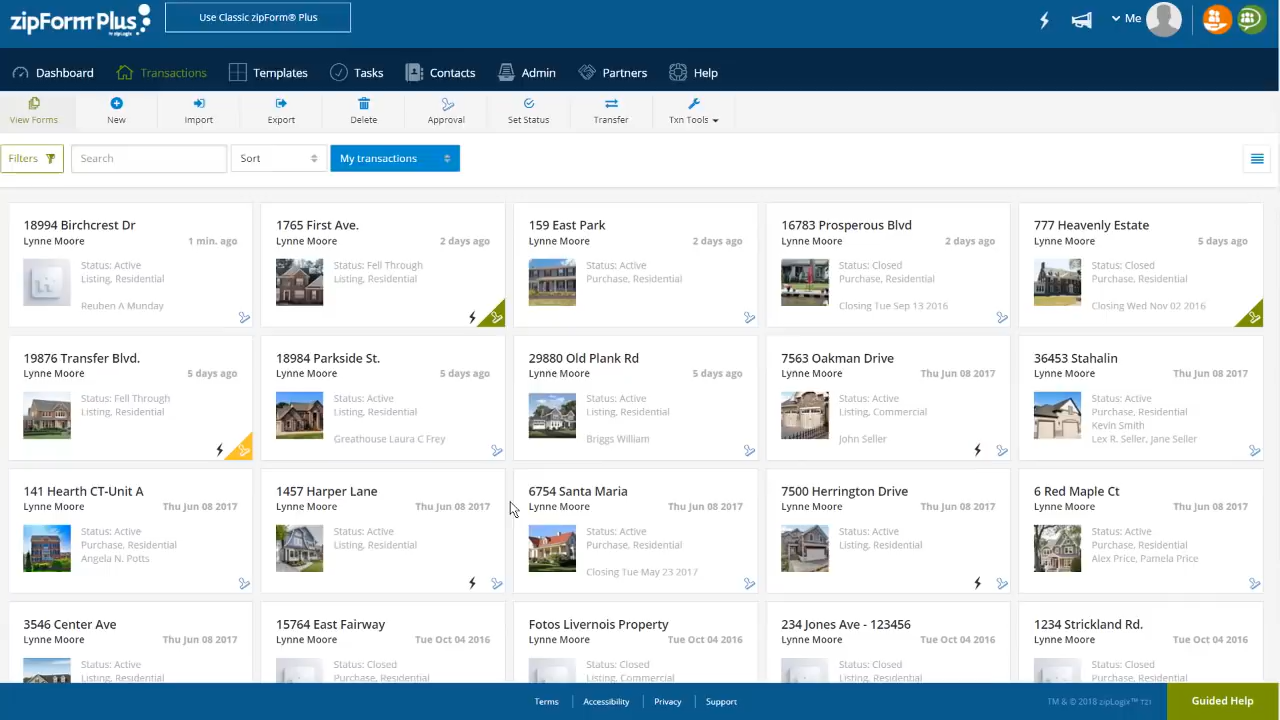 zipForm Plus
by zipLogix
Use Classic zipForm® Plus
Me
Dashboard
Transactions
Templates
Tasks
Contacts
Admin
Partners
Help
View Forms
New
Import
Export
Delete
Approval
Set Status
Transfer
Txn Tools
Filters
Search
Sort
My transactions
18994 Birchcrest Dr
Lynne Moore
1 min. ago
Status: Active
Listing, Residential
Reuben A Munday
1765 First Ave.
Lynne Moore
2 days ago
Status: Fell Through
Listing, Residential
159 East Park
Lynne Moore
2 days ago
Status: Active
Purchase, Residential
16783 Prosperous Blvd
Lynne Moore
2 days ago
Status: Closed
Purchase, Residential
Closing Tue Sep 13 2016
777 Heavenly Estate
Lynne Moore
5 days ago
Status: Closed
Purchase, Residential
Closing Wed Nov 02 2016
19876 Transfer Blvd.
Lynne Moore
5 days ago
Status: Fell Through
Listing, Residential
18984 Parkside St.
Lynne Moore
5 days ago
Status: Active
Listing, Residential
Greathouse Laura C Frey
29880 Old Plank Rd
Lynne Moore
5 days ago
Status: Active
Listing, Residential
Briggs William
7563 Oakman Drive
Lynne Moore
Thu Jun 08 2017
Status: Active
Listing, Commercial
John Seller
36453 Stahalin
Lynne Moore
Thu Jun 08 2017
Status: Active
Purchase, Residential
Kevin Smith
Lex R. Seller, Jane Seller
141 Hearth CT-Unit A
Lynne Moore
Thu Jun 08 2017
Status: Active
Purchase, Residential
Angela N. Potts
1457 Harper Lane
Lynne Moore
Thu Jun 08 2017
Status: Active
Listing, Residential
6754 Santa Maria
Lynne Moore
Thu Jun 08 2017
Status: Active
Purchase, Residential
Closing Tue May 23 2017
7500 Herrington Drive
Lynne Moore
Thu Jun 08 2017
Status: Active
Listing, Residential
6 Red Maple Ct
Lynne Moore
Thu Jun 08 2017
Status: Active
Purchase, Residential
Alex Price, Pamela Price
3546 Center Ave
Lynne Moore
Thu Jun 08 2017
Status: Active
Listing, Residential
15764 East Fairway
Lynne Moore
Tue Oct 04 2016
Status: Closed
Purchase, Residential
Fotos Livernois Property
Lynne Moore
Tue Oct 04 2016
Status: Closed
Listing, Commercial
234 Jones Ave - 123456
Lynne Moore
Tue Oct 04 2016
Status: Closed
Purchase, Residential
1234 Strickland Rd.
Lynne Moore
Tue Oct 04 2016
Status: Closed
Purchase, Residential
Terms
Accessibility
Privacy
Support
TM & © 2018 zipLogix™ T21
Guided Help